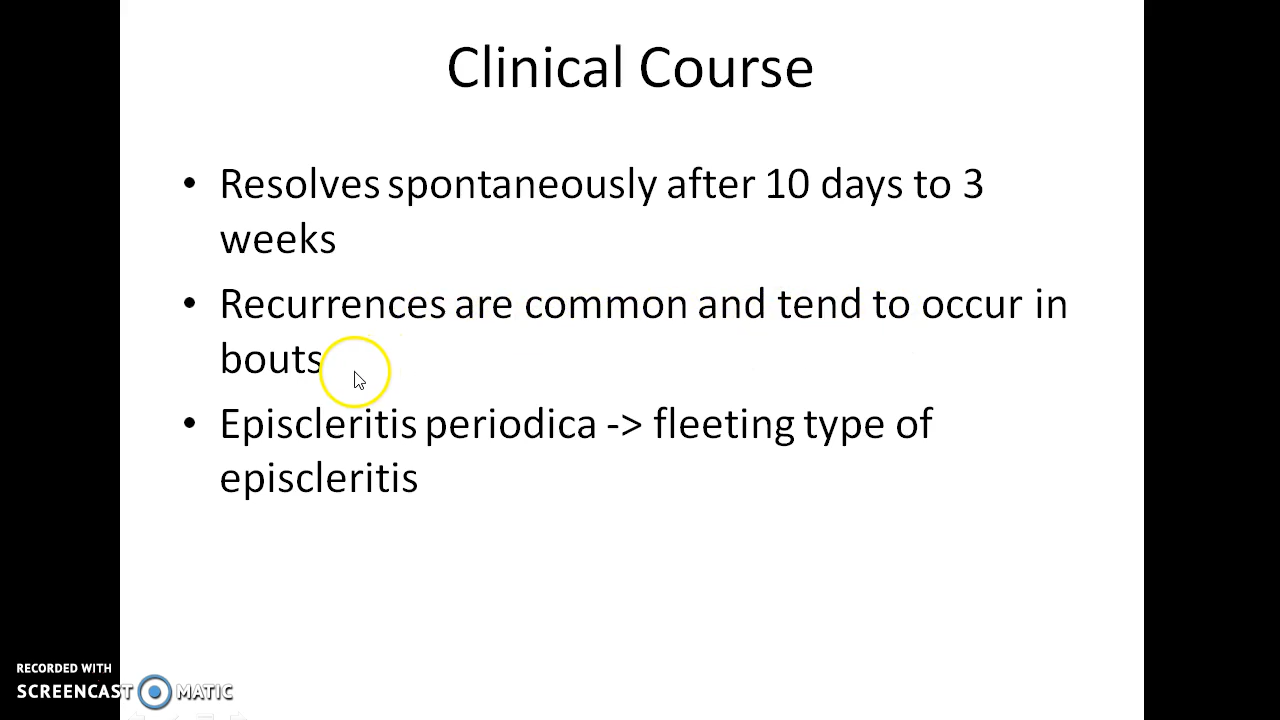 Clinical Course
• Resolves spontaneously after 10 days to 3
weeks
• Recurrences are common and tend to occur in
bouts
• Episcleritis periodica -> fleeting type of
episcleritis
RECORDED WITH
SCREENCAST MATIC